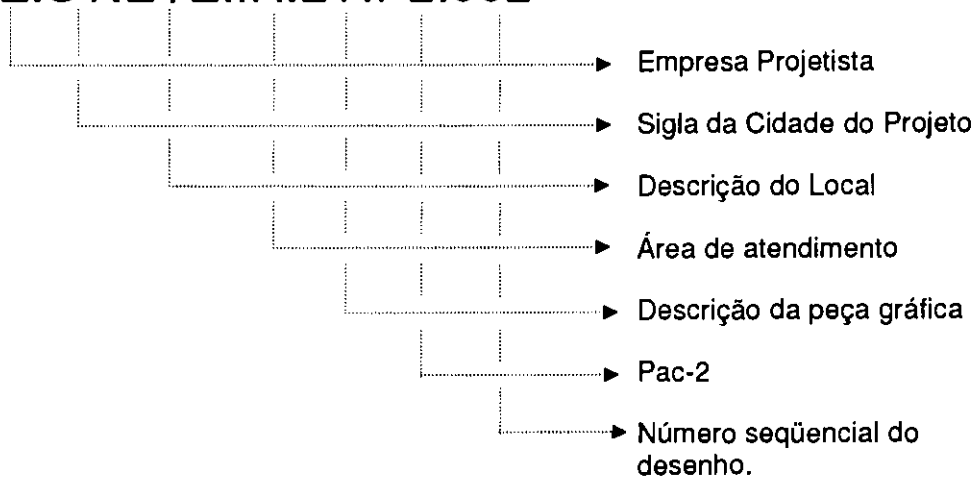 Empresa Projetista
Sigla da Cidade do Projeto
Descrição do Local
Área de atendimento
Descrição da peça gráfica
Pac-2
Número seqüencial do
desenho.